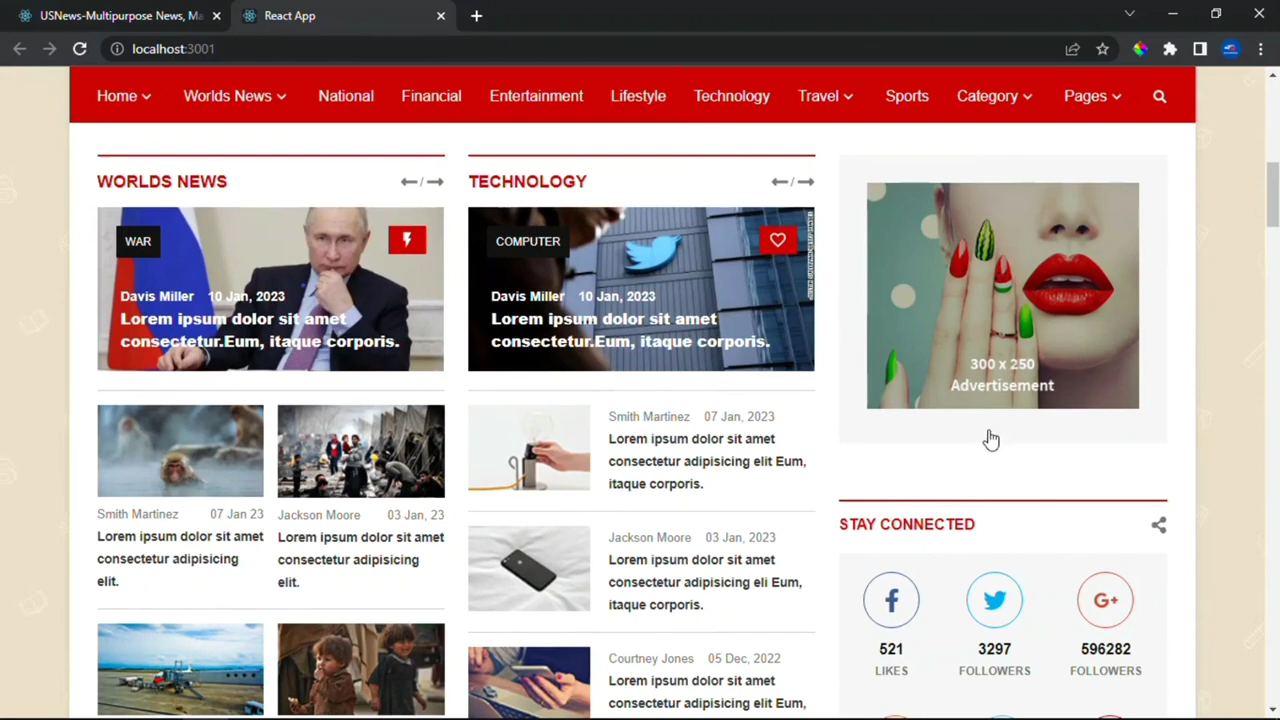 USNews-Multipurpose News, Ma
React App
localhost:3001
Home
Worlds News
National
Financial
Entertainment
Lifestyle
Technology
Travel
Sports
Category
Pages
WORLDS NEWS
/
WAR
Davis Miller 10 Jan, 2023
Lorem ipsum dolor sit amet
consectetur.Eum, itaque corporis.
Smith Martinez 07 Jan 23
Lorem ipsum dolor sit amet
consectetur adipisicing
elit.
Jackson Moore 03 Jan, 23
Lorem ipsum dolor sit amet
consectetur adipisicing
elit.
TECHNOLOGY
/
COMPUTER
Davis Miller 10 Jan, 2023
Lorem ipsum dolor sit amet
consectetur.Eum, itaque corporis.
Smith Martinez 07 Jan, 2023
Lorem ipsum dolor sit amet
consectetur adipisicing elit Eum,
itaque corporis.
Jackson Moore 03 Jan, 2023
Lorem ipsum dolor sit amet
consectetur adipisicing eli Eum,
itaque corporis.
Courtney Jones 05 Dec, 2022
Lorem ipsum dolor sit amet
consectetur adipisicing elit Eum,
300 x 250
Advertisement
STAY CONNECTED
521
LIKES
3297
FOLLOWERS
G+
596282
FOLLOWERS